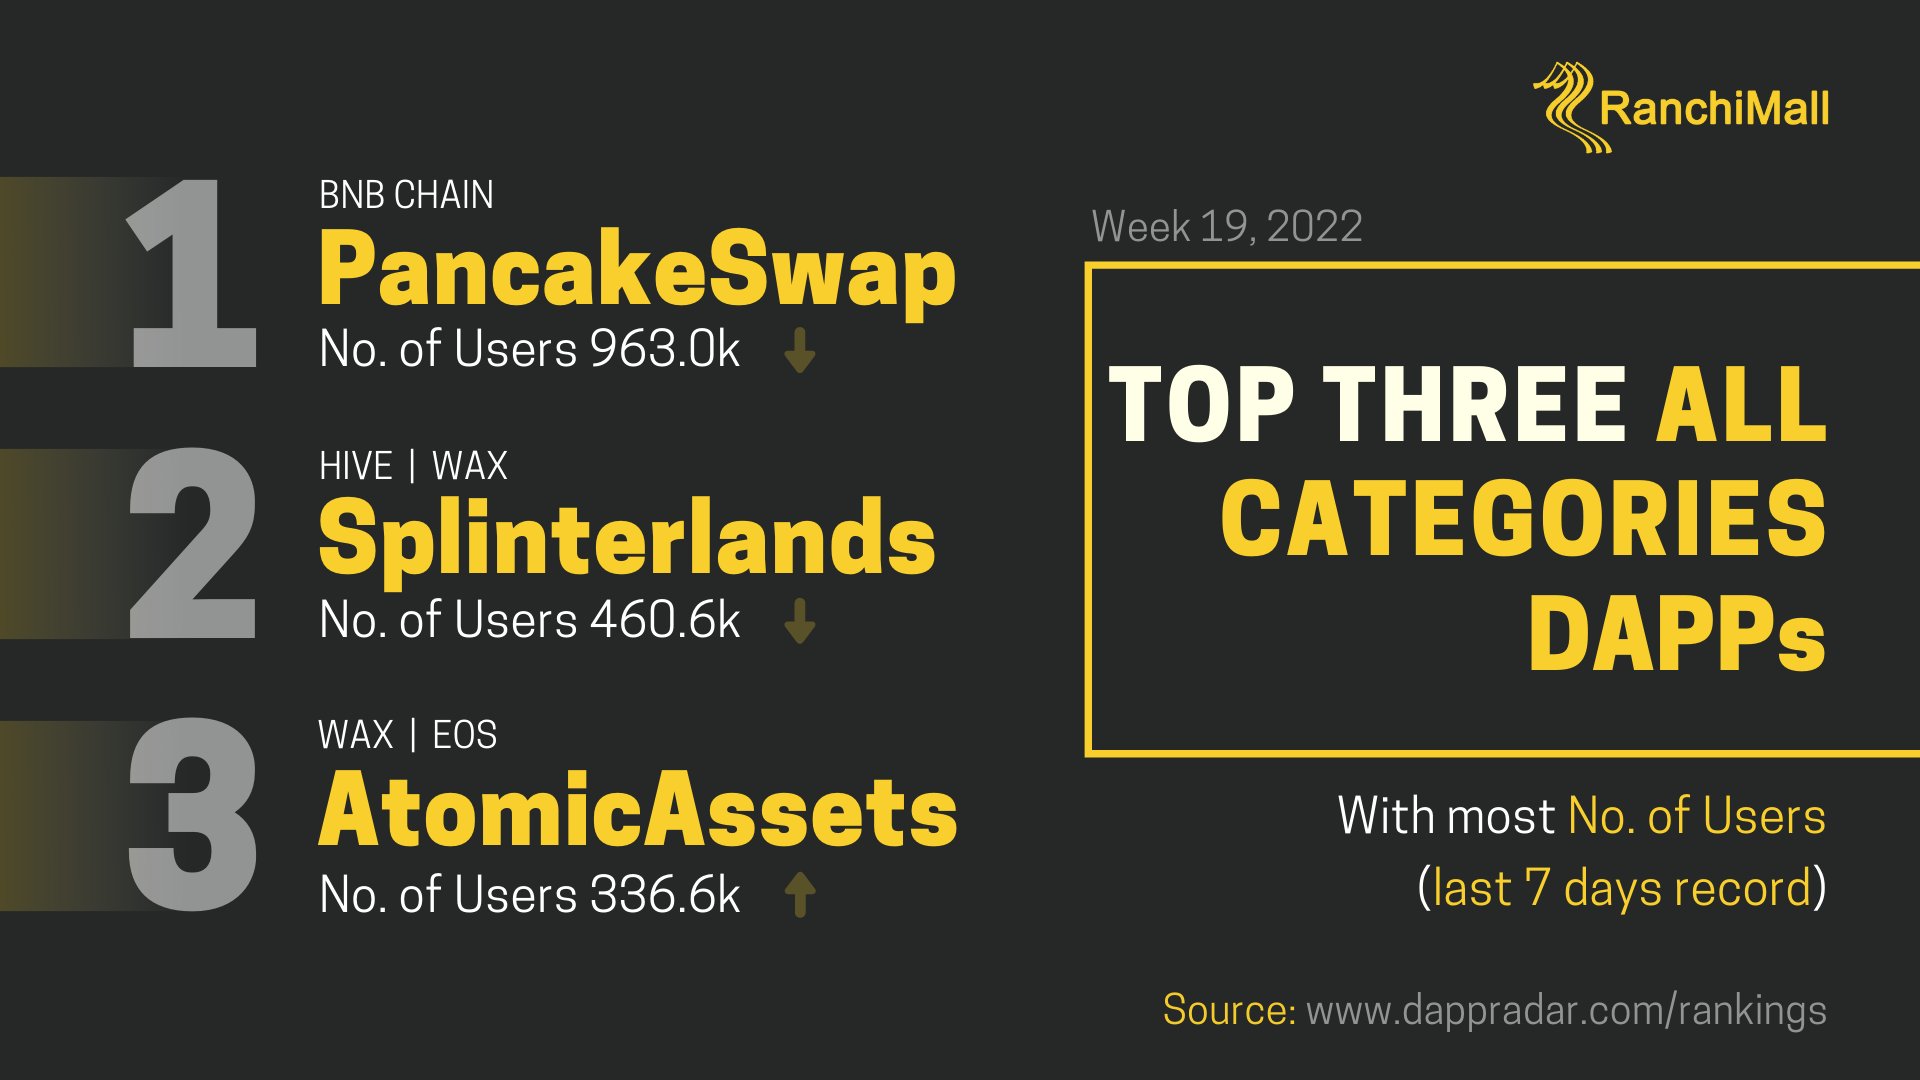 RanchiMall
1
BNB CHAIN
PancakeSwap
No. of Users 963.0k
2
HIVE | WAX
Splinterlands
No. of Users 460.6k
3
WAX | EOS
AtomicAssets
No. of Users 336.6k
Week 19, 2022
TOP THREE ALL
CATEGORIES
DAPPs
With most No. of Users
(last 7 days record)
Source: www.dappradar.com/rankings